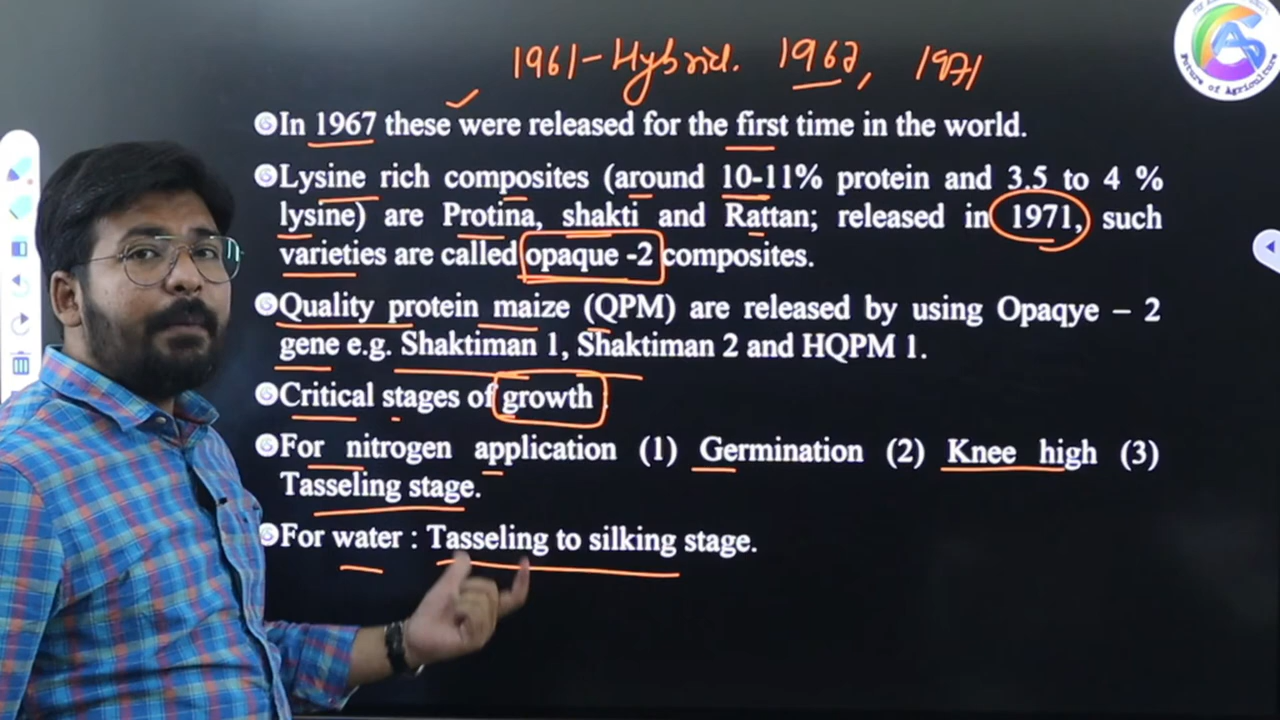 1961-Hybrid. 1962, 1971
In 1967 these were released for the first time in the world.
Lysine rich composites (around 10-11% protein and 3.5 to 4 %
lysine) are Protina, shakti and Rattan; released in 1971, such
varieties are called opaque -2 composites.
Quality protein maize (QPM) are released by using Opaqye – 2
gene e.g. Shaktiman 1, Shaktiman 2 and HQPM 1.
Critical stages of growth
For nitrogen application (1) Germination (2) Knee high (3)
Tasseling stage.
For water : Tasseling to silking stage.
Future of Agriculture